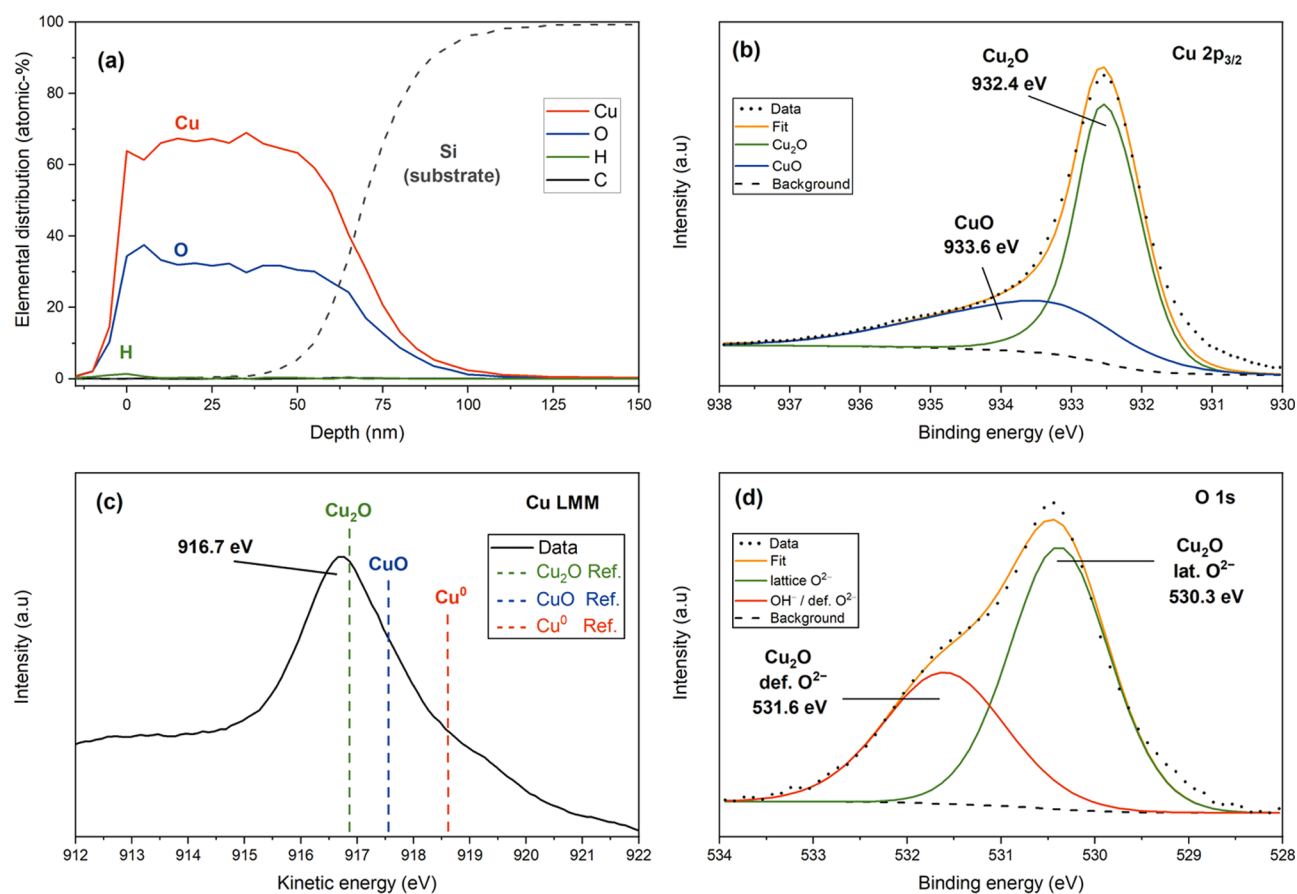 (a)
Elemental distribution (atomic-%)
100
80
60
40
20
0
Cu
O
H
Si
(substrate)
Cu
O
H
C
0 25 50 75 100 125 150
Depth (nm)
(b)
Cu 2p₃/₂
Intensity (a.u)
Data
Fit
Cu₂O
CuO
Background
Cu₂O
932.4 eV
CuO
933.6 eV
938 937 936 935 934 933 932 931 930
Binding energy (eV)
(c)
Cu LMM
Intensity (a.u)
916.7 eV
Cu₂O
CuO
Cu⁰
Data
Cu₂O Ref.
CuO Ref.
Cu⁰ Ref.
912 913 914 915 916 917 918 919 920 921 922
Kinetic energy (eV)
(d)
O 1s
Intensity (a.u)
Data
Fit
lattice O²⁻
OH⁻ / def. O²⁻
Background
Cu₂O
lat. O²⁻
530.3 eV
Cu₂O
def. O²⁻
531.6 eV
534 533 532 531 530 529 528
Binding energy (eV)